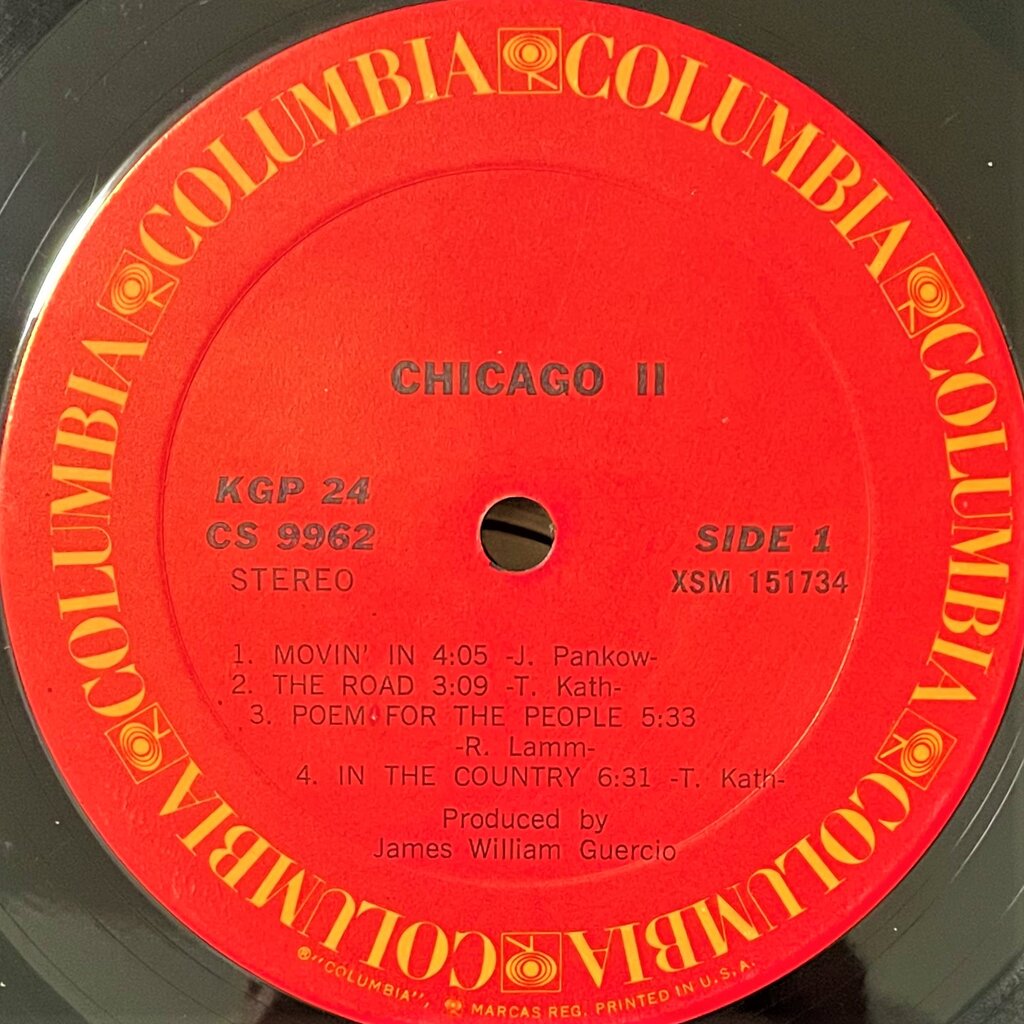 COLUMBIA COLUMBIA COLUMBIA COLUMBIA COLUMBIA COLUMBIA
CHICAGO II
KGP 24
CS 9962
STEREO
SIDE 1
XSM 151734
1. MOVIN' IN 4:05 -J. Pankow-
2. THE ROAD 3:09 -T. Kath-
3. POEM FOR THE PEOPLE 5:33
-R. Lamm-
4. IN THE COUNTRY 6:31 -T. Kath-
Produced by
James William Guercio
®"COLUMBIA", MARCAS REG. PRINTED IN U.S.A.